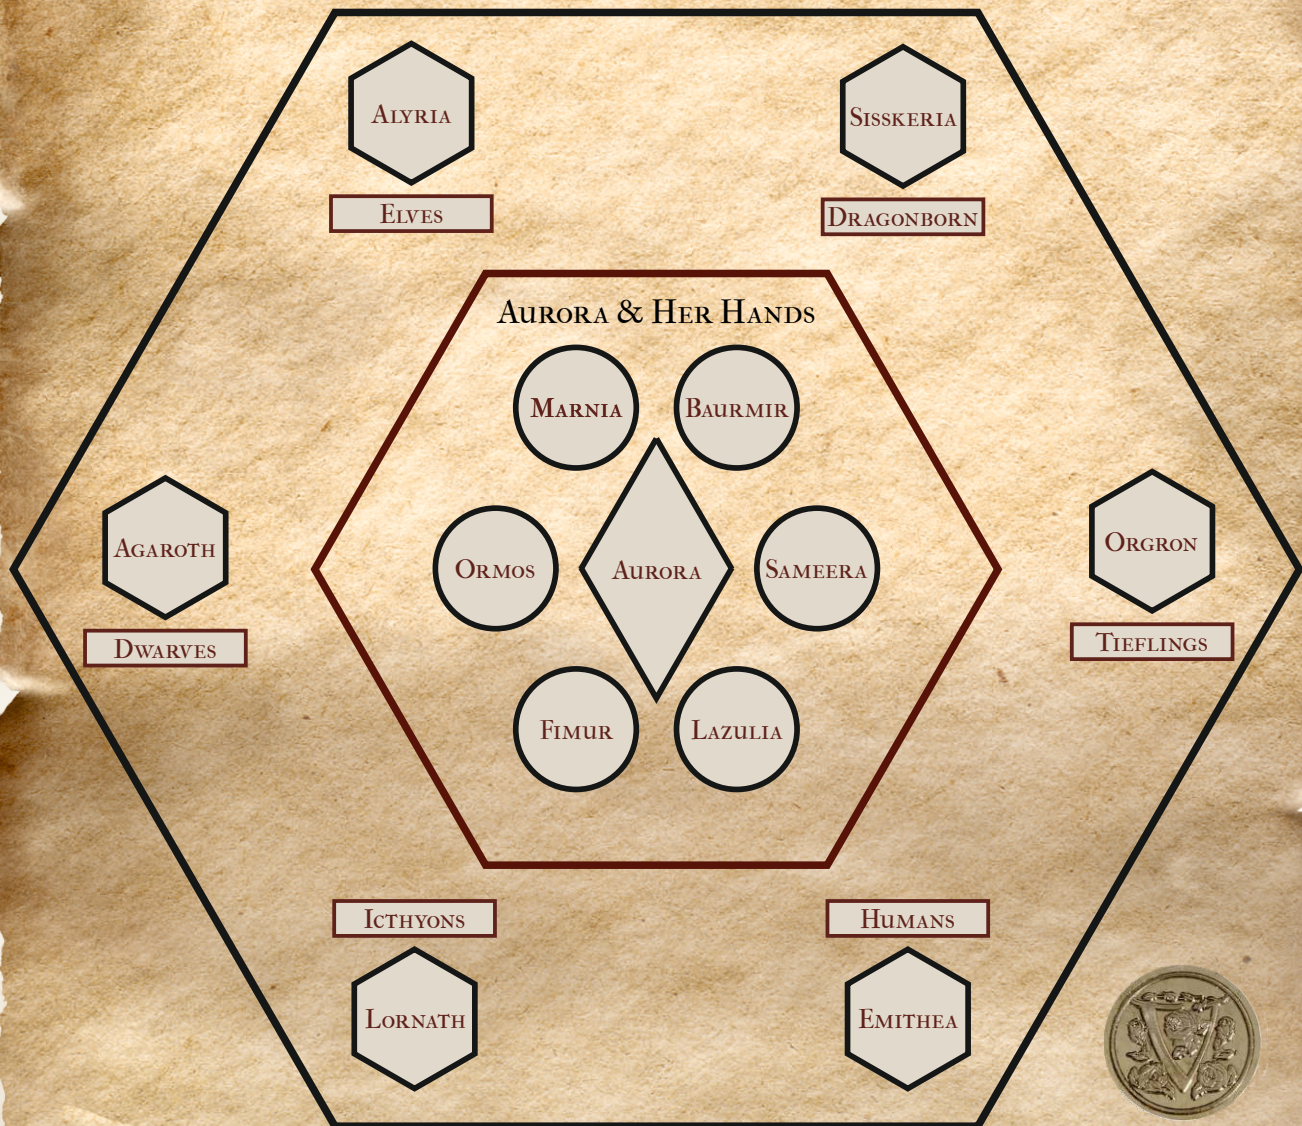 Alyria
Sisskeria
Elves
Dragonborn
Aurora & Her Hands
Marnia
Baurmir
Agaroth
Orgron
Ormos
Aurora
Sameera
Dwarves
Tieflings
Fimur
Lazulia
Icthyons
Humans
Lornath
Emithea